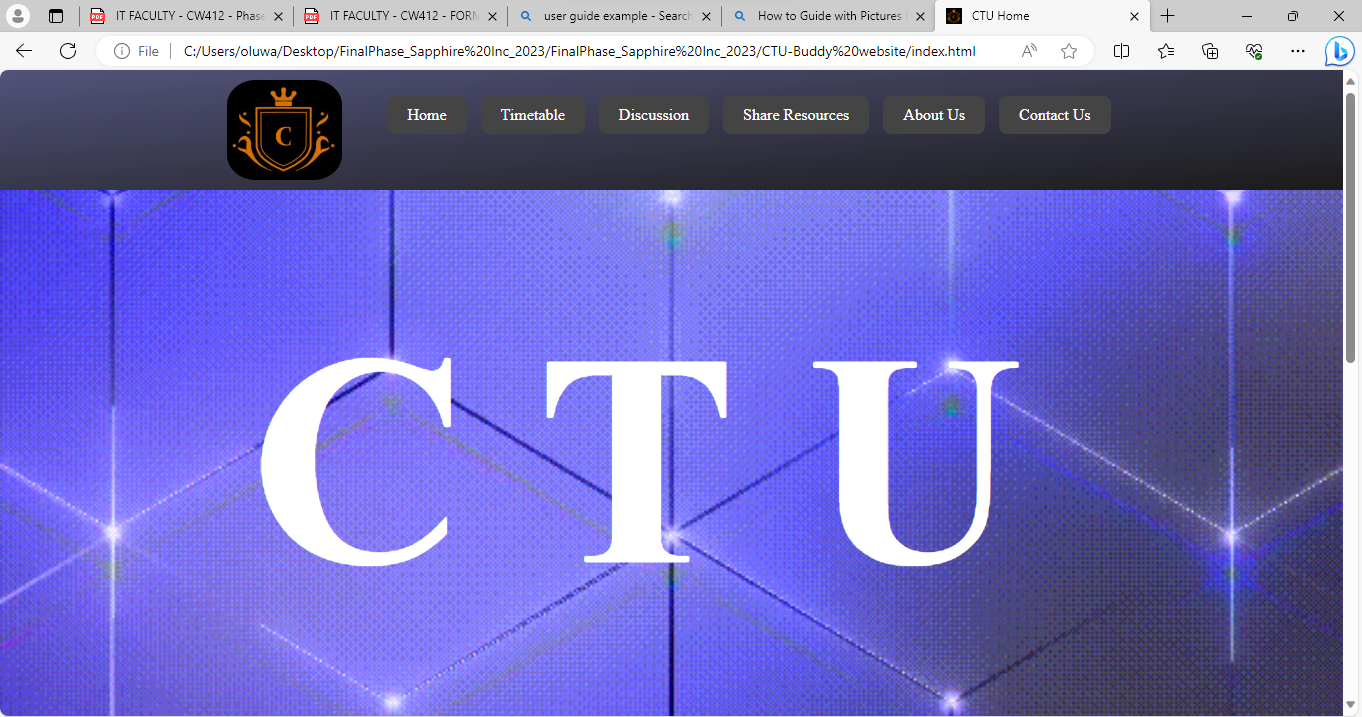 IT FACULTY - CW412 - Phase
IT FACULTY - CW412 - FORM
user guide example - Search
How to Guide with Pictures
CTU Home
File
C:/Users/oluwa/Desktop/FinalPhase_Sapphire%20Inc_2023/FinalPhase_Sapphire%20Inc_2023/CTU-Buddy%20website/index.html
C
Home
Timetable
Discussion
Share Resources
About Us
Contact Us
C T U